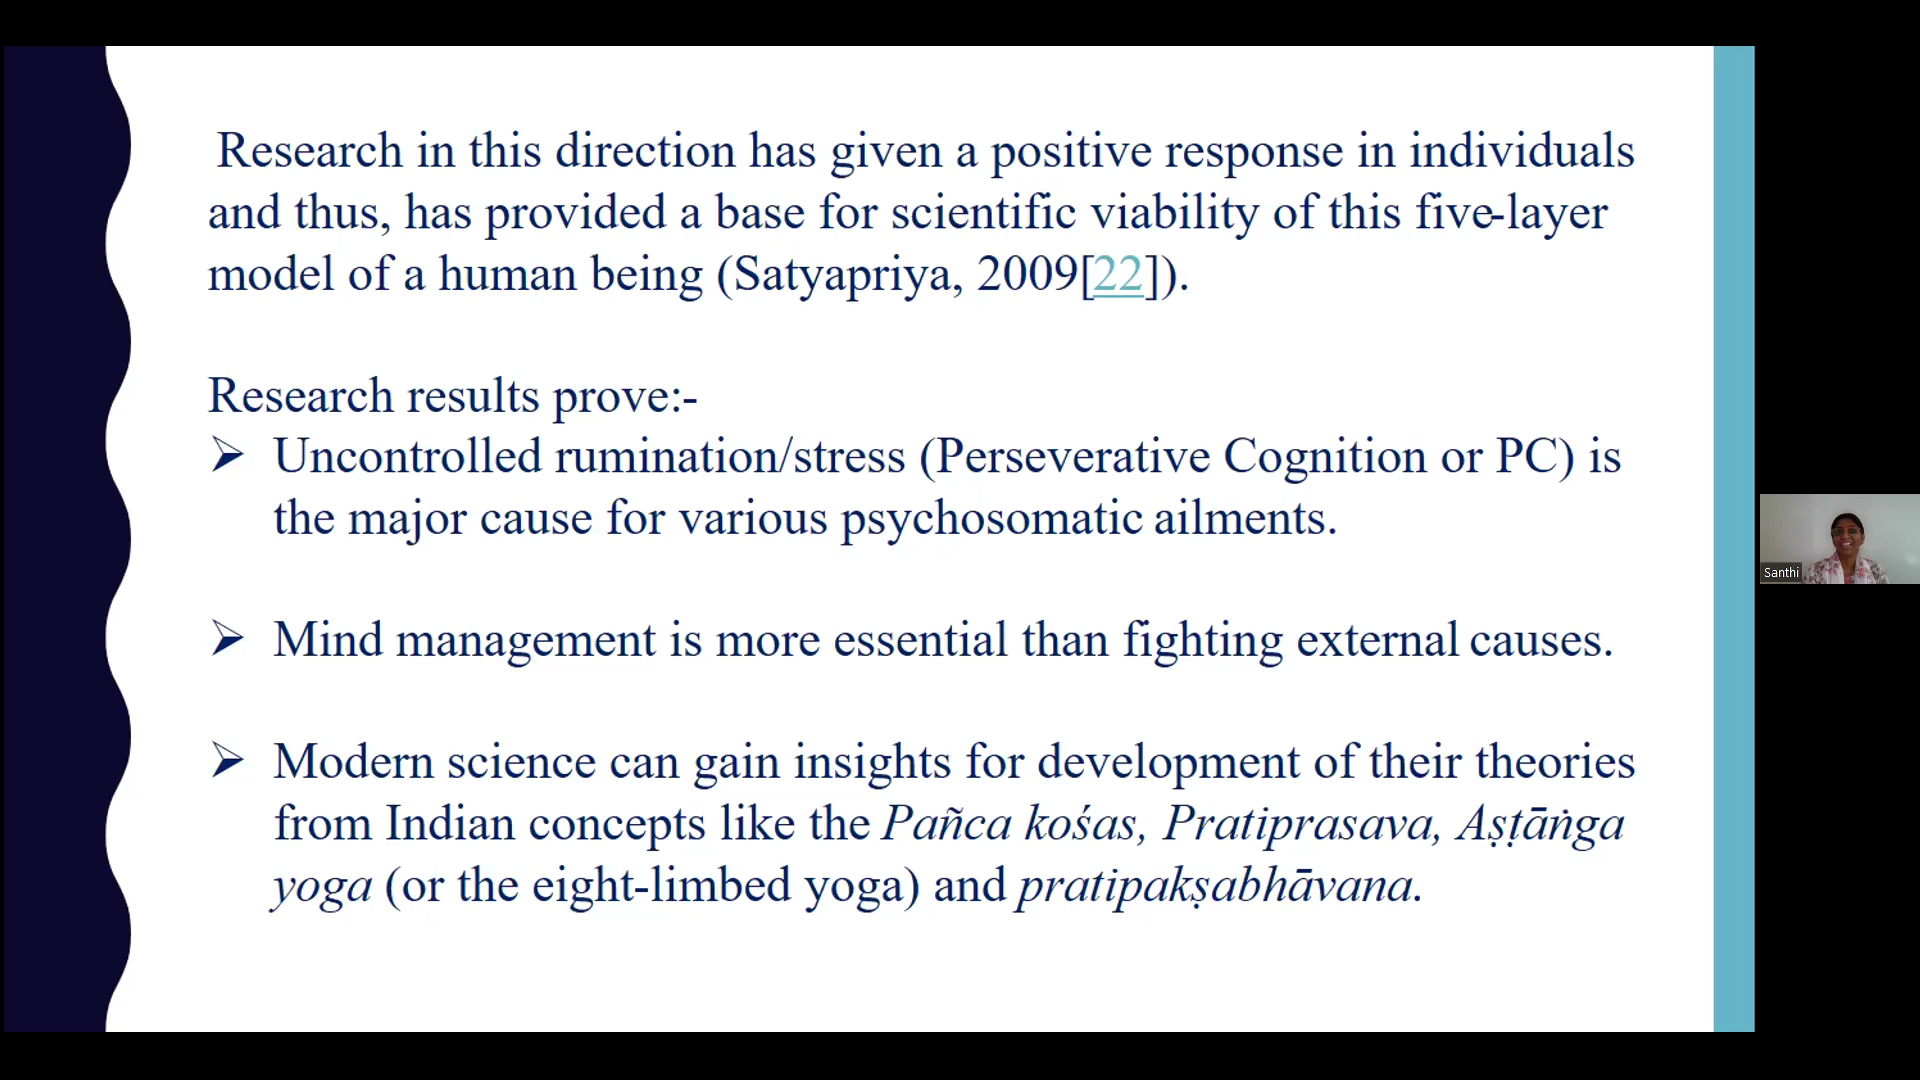 Research in this direction has given a positive response in individuals
and thus, has provided a base for scientific viability of this five-layer
model of a human being (Satyapriya, 2009[22]).
Research results prove:-
➢ Uncontrolled rumination/stress (Perseverative Cognition or PC) is
the major cause for various psychosomatic ailments.
➢ Mind management is more essential than fighting external causes.
➢ Modern science can gain insights for development of their theories
from Indian concepts like the Pañca kośas, Pratiprasava, Aṣṭāṅga
yoga (or the eight-limbed yoga) and pratipakṣabhāvana.
Santhi